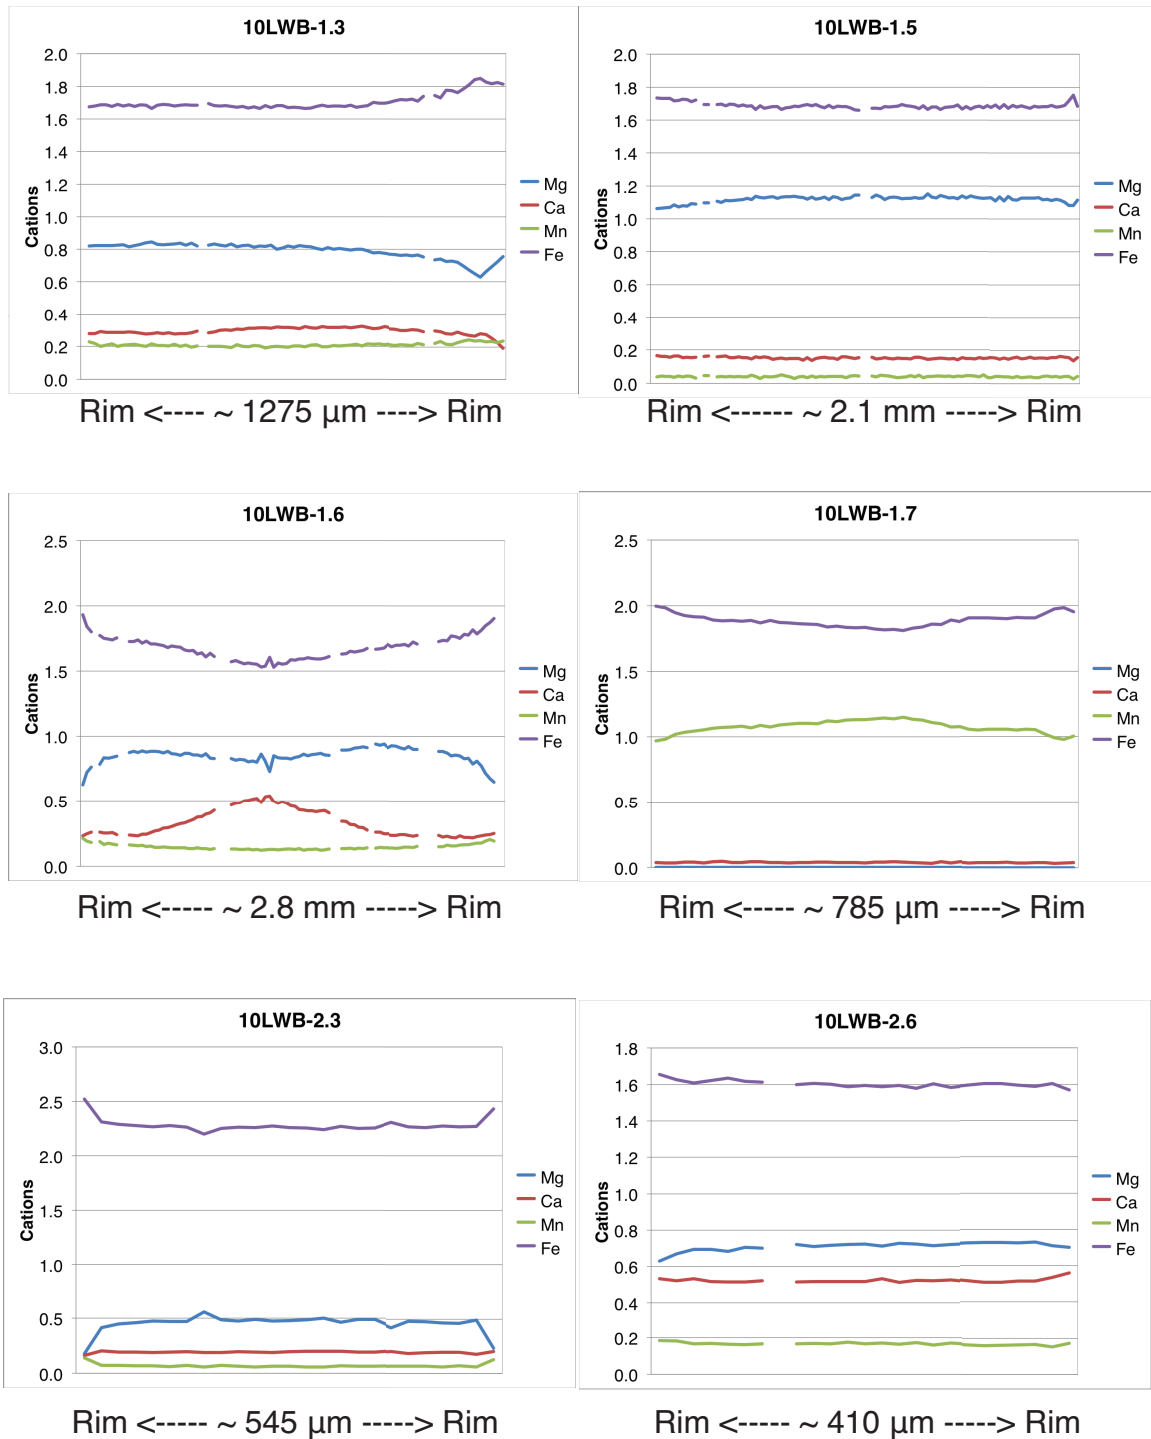 10LWB-1.3
2.0
1.8
1.6
1.4
1.2
1.0
0.8
0.6
0.4
0.2
0.0
Cations
Mg
Ca
Mn
Fe
Rim <---- ~ 1275 µm ----> Rim
10LWB-1.5
2.0
1.8
1.6
1.4
1.2
1.0
0.8
0.6
0.4
0.2
0.0
Cations
Mg
Ca
Mn
Fe
Rim <------ ~ 2.1 mm -----> Rim
10LWB-1.6
2.5
2.0
1.5
1.0
0.5
0.0
Cations
Mg
Ca
Mn
Fe
Rim <----- ~ 2.8 mm -----> Rim
10LWB-1.7
2.5
2.0
1.5
1.0
0.5
0.0
Cations
Mg
Ca
Mn
Fe
Rim <----- ~ 785 µm -----> Rim
10LWB-2.3
3.0
2.5
2.0
1.5
1.0
0.5
0.0
Cations
Mg
Ca
Mn
Fe
Rim <----- ~ 545 µm -----> Rim
10LWB-2.6
1.8
1.6
1.4
1.2
1.0
0.8
0.6
0.4
0.2
0.0
Cations
Mg
Ca
Mn
Fe
Rim <----- ~ 410 µm -----> Rim